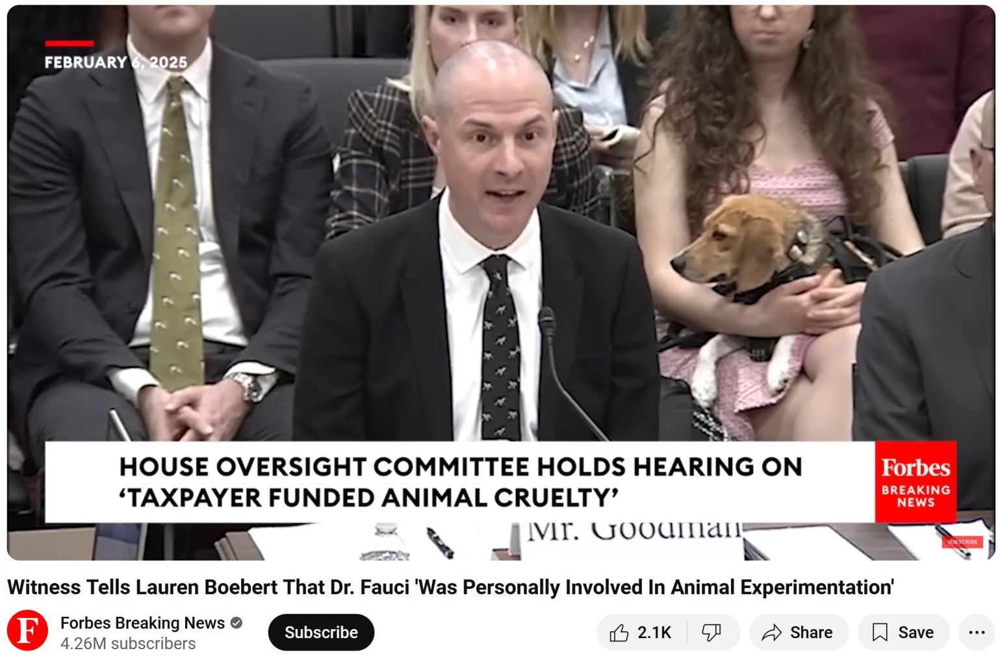 FEBRUARY 6, 2025
HOUSE OVERSIGHT COMMITTEE HOLDS HEARING ON
‘TAXPAYER FUNDED ANIMAL CRUELTY’
Forbes
BREAKING
NEWS
Mr. Goodman
SUBSCRIBE
Witness Tells Lauren Boebert That Dr. Fauci 'Was Personally Involved In Animal Experimentation'
F
Forbes Breaking News
4.26M subscribers
Subscribe
2.1K
Share
Save